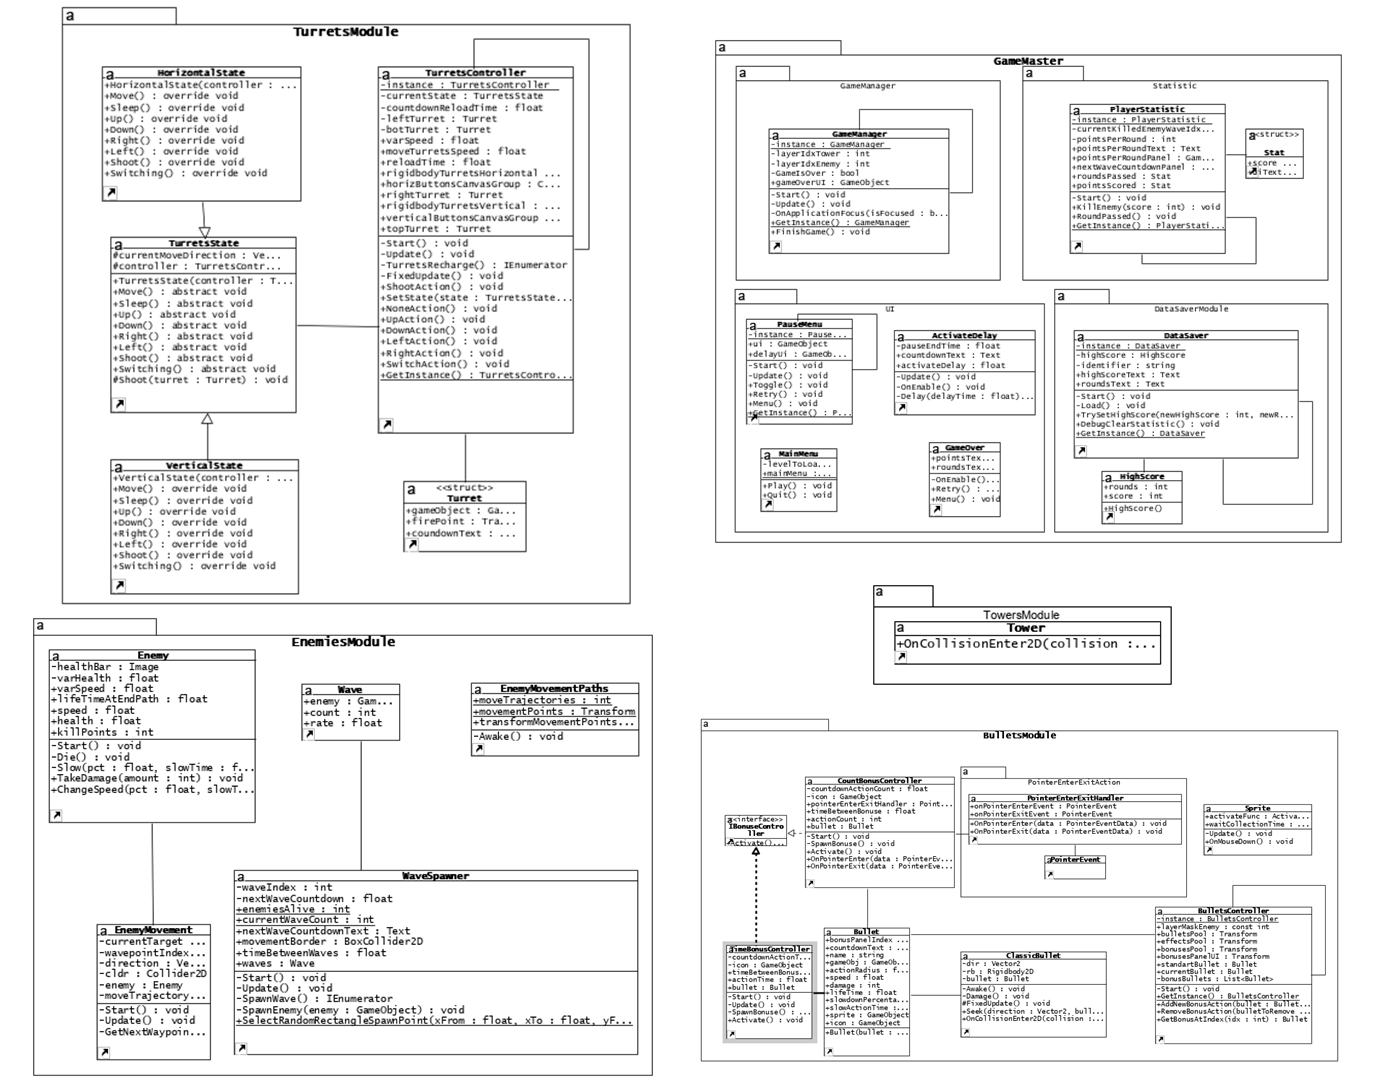 a
TurretsModule
a
HorizontalState
+HorizontalState(controller : ...
+Move() : override void
+Sleep() : override void
+Up() : override void
+Down() : override void
+Right() : override void
+Left() : override void
+Shoot() : override void
+Switching() : override void
a
TurretsController
-instance : TurretsController
-currentState : TurretsState
-countdownReloadTime : float
-leftTurret : Turret
-botTurret : Turret
+varSpeed : float
+moveTurretsSpeed : float
+reloadTime : float
+rigidbodyTurretsHorizontal ...
+horizButtonsCanvasGroup : C...
+rightTurret : Turret
+rigidbodyTurretsVertical : ...
+verticalButtonsCanvasGroup ...
+topTurret : Turret
-Start() : void
-Update() : void
-TurretsRecharge() : IEnumerator
-FixedUpdate() : void
+ShootAction() : void
+SetState(state : TurretsState...
+NoneAction() : void
+UpAction() : void
+DownAction() : void
+LeftAction() : void
+RightAction() : void
+SwitchAction() : void
+GetInstance() : TurretsContro...
a
TurretsState
#currentMoveDirection : Ve...
#controller : TurretsContr...
+TurretsState(controller : T...
+Move() : abstract void
+Sleep() : abstract void
+Up() : abstract void
+Down() : abstract void
+Right() : abstract void
+Left() : abstract void
+Shoot() : abstract void
+Switching() : abstract void
#Shoot(turret : Turret) : void
a
VerticalState
+VerticalState(controller : ...
+Move() : override void
+Sleep() : override void
+Up() : override void
+Down() : override void
+Right() : override void
+Left() : override void
+Shoot() : override void
+Switching() : override void
a
<<struct>>
Turret
+gameObject : Ga...
+firePoint : Tra...
+coundownText : ...
a
GameMaster
a
GameManager
a
GameManager
-instance : GameManager
-layerIdxTower : int
-layerIdxEnemy : int
-GameIsOver : bool
+gameOverUI : GameObject
-Start() : void
-Update() : void
-OnApplicationFocus(isFocused : b...
+GetInstance() : GameManager
+FinishGame() : void
a
Statistic
a
PlayerStatistic
-instance : PlayerStatistic
-currentKilledEnemyWaveIdx...
-pointsPerRound : int
+pointsPerRoundText : Text
+pointsPerRoundPanel : Gam...
+nextWaveCountdownPanel : ...
+roundsPassed : Stat
+pointsScored : Stat
-Start() : void
+KillEnemy(score : int) : void
+RoundPassed() : void
+GetInstance() : PlayerStati...
a
<struct>>
Stat
+score ...
a
UI
a
PauseMenu
-instance : Pause...
+ui : GameObject
+delayUi : GameOb...
-Start() : void
-Update() : void
+Toggle() : void
+Retry() : void
+Menu() : void
+GetInstance() : P...
a
ActivateDelay
-pauseEndTime : float
+countdownText : Text
+activateDelay : float
-Update() : void
-OnEnable() : void
-Delay(delayTime : float)...
a
MainMenu
-levelToLoa...
+mainMenu :...
+Play() : void
+Quit() : void
a
GameOver
+pointsTex...
+roundsTex...
-OnEnable()...
+Retry() : ...
+Menu() : void
a
DataSaverModule
a
DataSaver
-instance : DataSaver
-highScore : HighScore
-identifier : string
+highScoreText : Text
+roundsText : Text
-Start() : void
-Load() : void
+TrySetHighScore(newHighScore : int, newR...
+DebugClearStatistic() : void
+GetInstance() : DataSaver
a
HighScore
+rounds : int
+score : int
+HighScore()
a
TowersModule
a
Tower
+OnCollisionEnter2D(collision :...
a
EnemiesModule
a
Enemy
-healthBar : Image
-varHealth : float
+varSpeed : float
+lifeTimeAtEndPath : float
+speed : float
+health : float
+killPoints : int
-Start() : void
-Die() : void
-Slow(pct : float, slowTime : f...
+TakeDamage(amount : int) : void
+ChangeSpeed(pct : float, slowT...
a
Wave
+enemy : Gam...
+count : int
+rate : float
a
EnemyMovementPaths
+moveTrajectories : int
+movementPoints : Transform
+transformMovementPoints...
-Awake() : void
a
EnemyMovement
-currentTarget ...
-wavepointIndex...
-direction : Ve...
-cldr : Collider2D
-enemy : Enemy
-moveTrajectory...
-Start() : void
-Update() : void
-GetNextWaypoin...
a
WaveSpawner
-waveIndex : int
-nextWaveCountdown : float
+enemiesAlive : int
+currentWaveCount : int
+nextWaveCountdownText : Text
+movementBorder : BoxCollider2D
+timeBetweenWaves : float
+waves : Wave
-Start() : void
-Update() : void
-SpawnWave() : IEnumerator
-SpawnEnemy(enemy : GameObject) : void
+SelectRandomRectangleSpawnPoint(xFrom : float, xTo : float, yF...
a
BulletsModule
a
CountBonusController
-countdownActionCount : float
-icon : GameObject
+pointerEnterExitHandler : Point...
+timeBetweenBonuse : float
+actionCount : int
+bullet : Bullet
-Start() : void
-SpawnBonuse() : void
+Activate() : void
+OnPointerEnter(data : PointerEv...
+OnPointerExit(data : PointerEve...
a
<<interface>>
IBonuseContro
ller
+Activate()...
a
PointerEnterExitAction
a
PointerEnterExitHandler
+onPointerEnterEvent : PointerEvent
+onPointerExitEvent : PointerEvent
+OnPointerEnter(data : PointerEventData) : void
+OnPointerExit(data : PointerEventData) : void
a
PointerEvent
a
Sprite
+activateFunc : Activa...
+waitCollectionTime : ...
-Update() : void
+OnMouseDown() : void
a
TimeBonusController
-countdownActionT...
-icon : GameObject
+timeBetweenBonus...
+actionTime : float
+bullet : Bullet
-Start() : void
-Update() : void
-SpawnBonuse() : ...
+Activate() : void
a
Bullet
+bonusPanelIndex ...
+countdownText : ...
+name : string
+gameObj : GameOb...
+actionRadius : f...
+speed : float
+damage : int
+lifeTime : float
+slowdownPercenta...
+slowActionTime : ...
+sprite : GameObject
+icon : GameObject
+Bullet(bullet : ...
a
ClassicBullet
-dir : Vector2
-rb : Rigidbody2D
-bullet : Bullet
-Awake() : void
-Damage() : void
#FixedUpdate() : void
+Seek(direction : Vector2, bull...
-OnCollisionEnter2D(collision :...
a
BulletsController
-instance : BulletsController
+layerMaskEnemy : const int
+bulletsPool : Transform
+effectsPool : Transform
+bonusesPool : Transform
+bonusesPanelUI : Transform
+standartBullet : Bullet
+currentBullet : Bullet
-bonusBullets : List<Bullet>
-Start() : void
+GetInstance() : BulletsController
+AddNewBonusAction(bullet : Bullet...
+RemoveBonusAction(bulletToRemove ...
+GetBonusAtIndex(idx : int) : Bullet